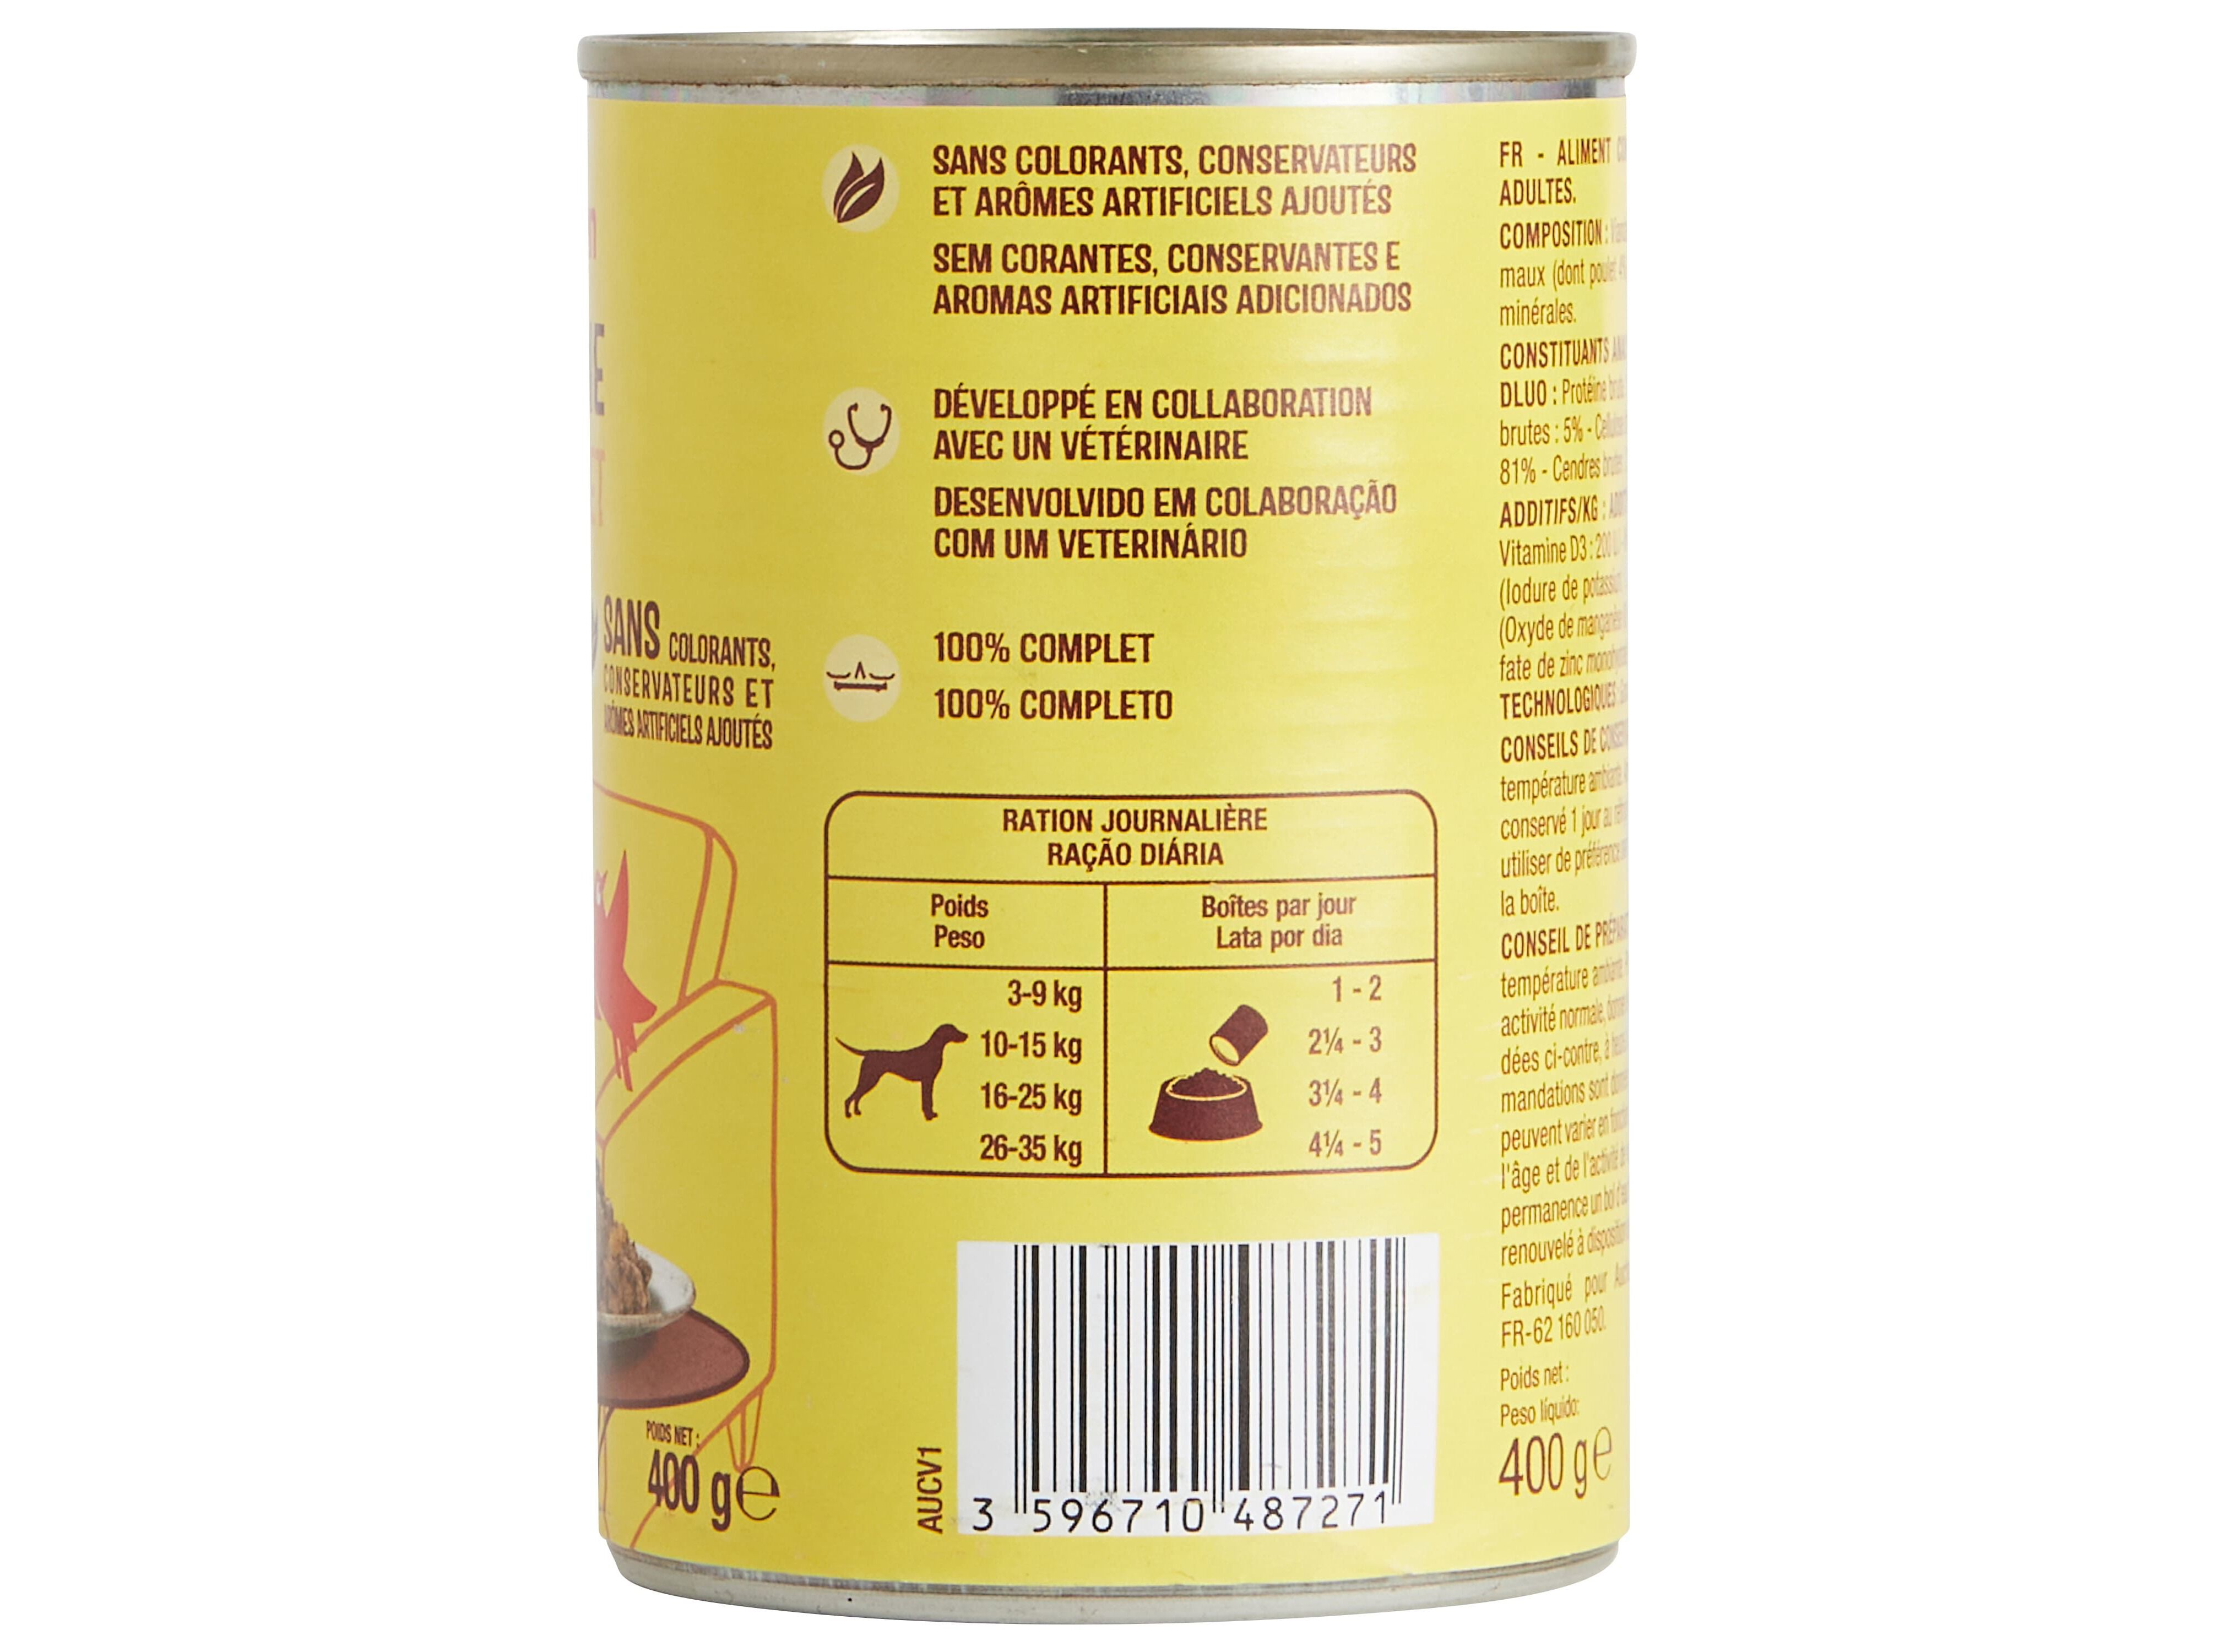 SANS COLORANTS,
CONSERVATEURS ET
ARÔMES ARTIFICIELS AJOUTÉS
POIDS NET :
400 g e
SANS COLORANTS, CONSERVATEURS
ET ARÔMES ARTIFICIELS AJOUTÉS
SEM CORANTES, CONSERVANTES E
AROMAS ARTIFICIAIS ADICIONADOS
DÉVELOPPÉ EN COLLABORATION
AVEC UN VÉTÉRINAIRE
DESENVOLVIDO EM COLABORAÇÃO
COM UM VETERINÁRIO
100% COMPLET
100% COMPLETO
RATION JOURNALIÈRE
RAÇÃO DIÁRIA
Poids Boîtes par jour
Peso Lata por dia
3-9 kg 1 - 2
10-15 kg 2¼ - 3
16-25 kg 3¼ - 4
26-35 kg 4¼ - 5
AUCV1
3 596710 487271
FR - ALIMENT
ADULTES.
COMPOSITION :
maux (dont poulet
minérales.
CONSTITUANTS
DLUO : Protéine
brutes : 5% -
81% - Cendres
ADDITIFS/KG :
Vitamine D3 : 200
(Iodure de
(Oxyde de
fate de zinc
TECHNOLOGIQUES
CONSEILS DE
température ambiante
conservé 1 jour au
utiliser de préférence
la boîte.
CONSEIL DE
température
activité normale,
dées ci-contre, à
mandations sont
peuvent varier en
l'âge et de l'activité
permanence un bol
renouvelé à
Fabriqué pour
FR-62 160 050.
Poids net :
Peso líquido:
400 g e